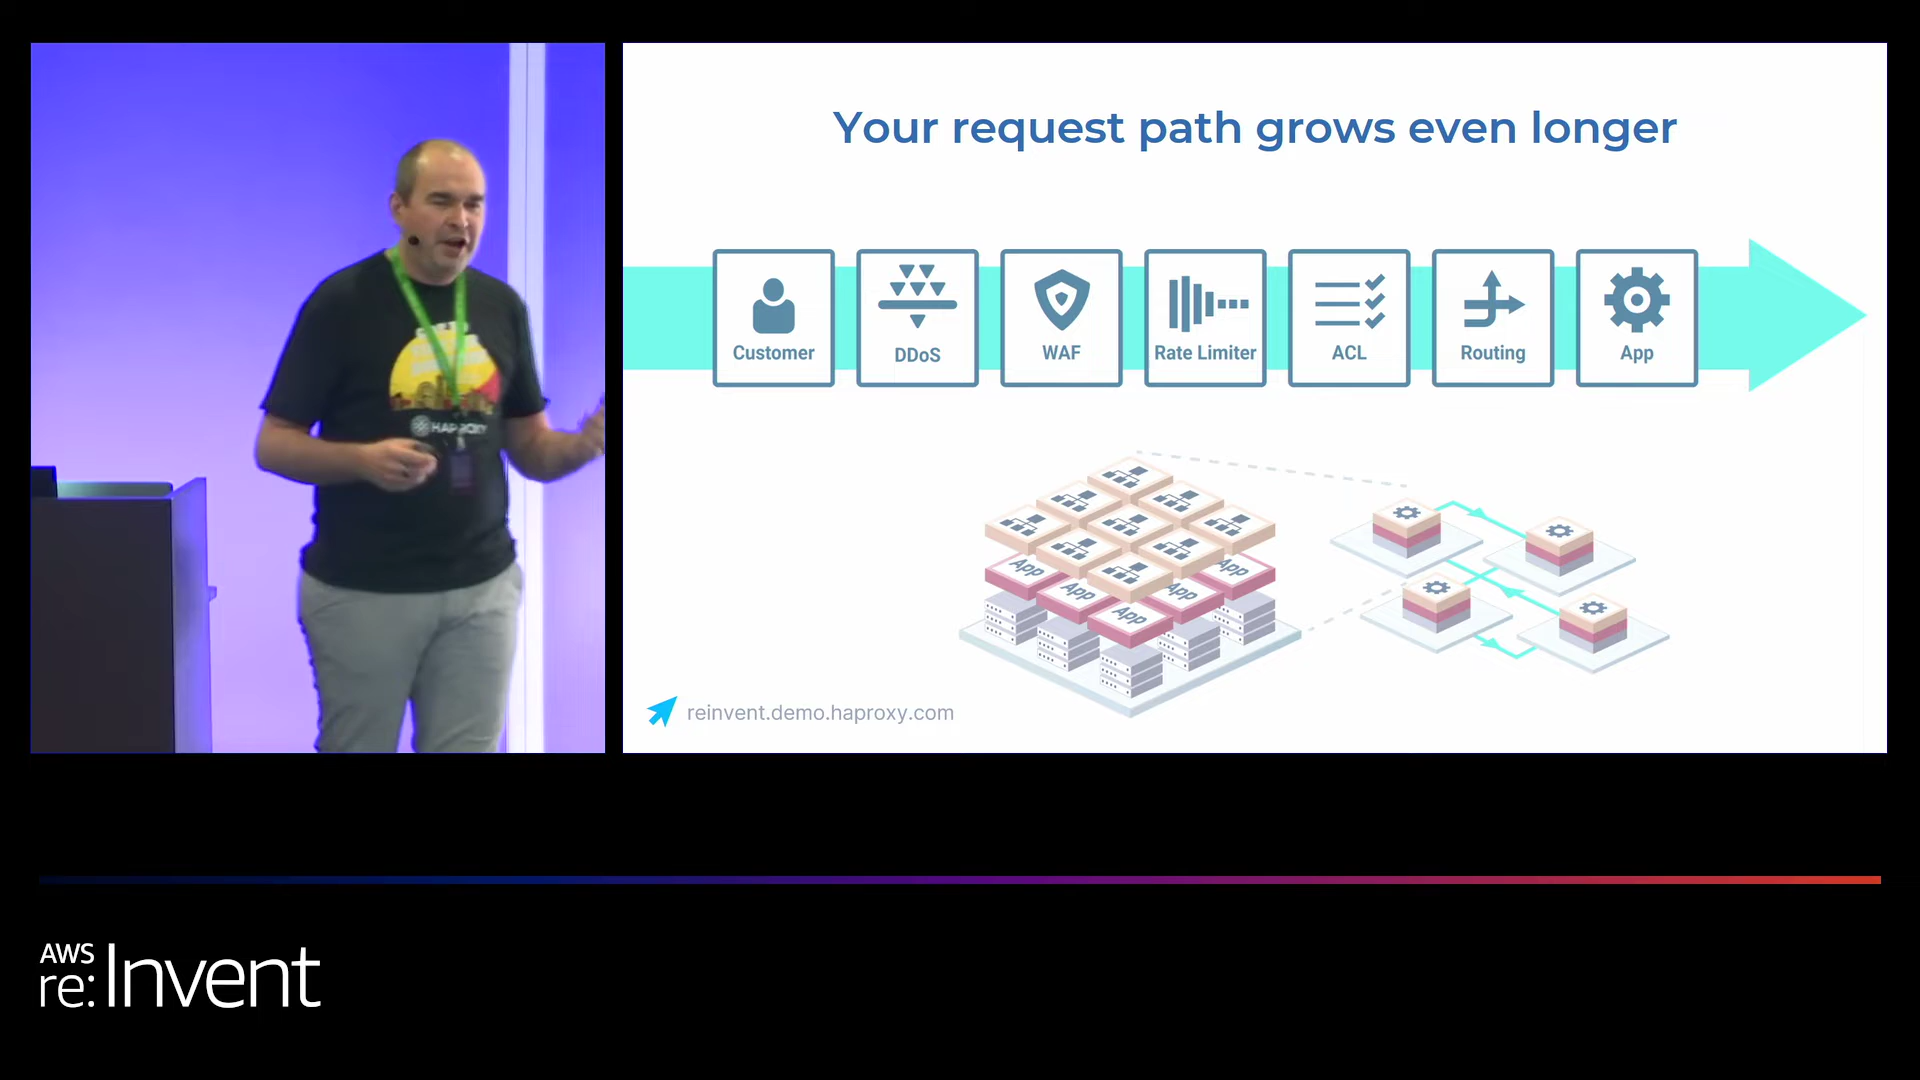 Your request path grows even longer
Customer
DDoS
WAF
Rate Limiter
ACL
Routing
App
App
App
App
App
App
reinvent.demo.haproxy.com
HAPROXY
AWS
re:Invent